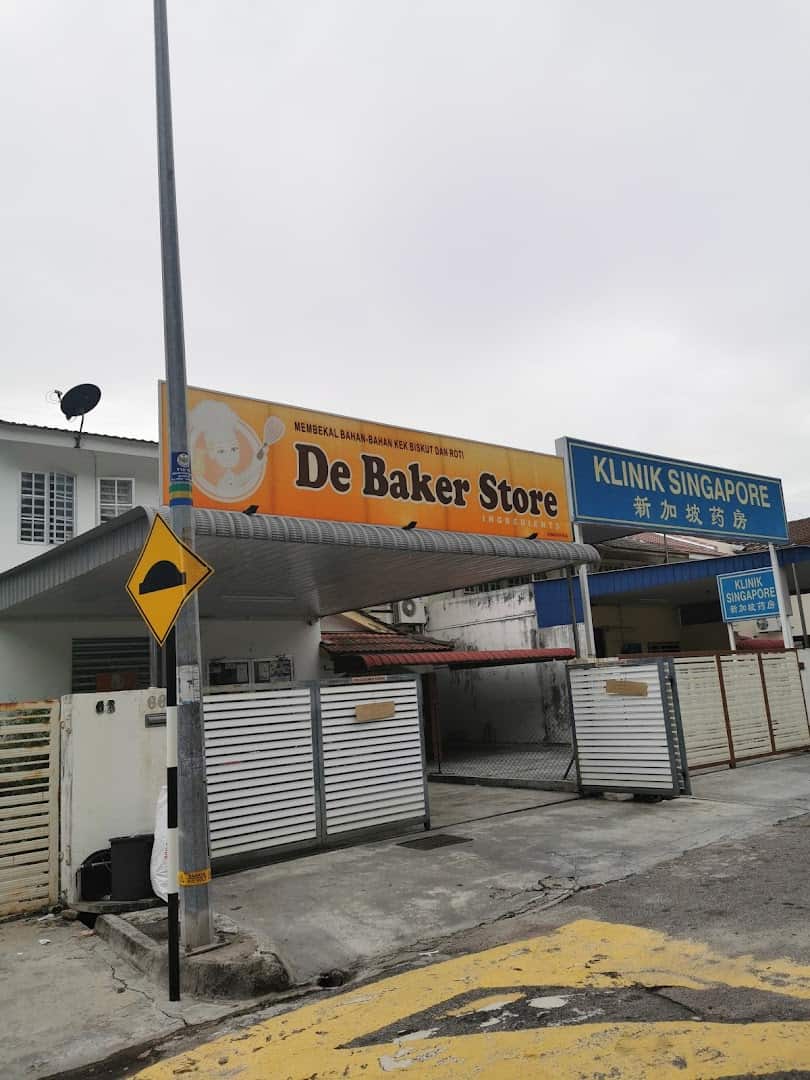 MEMBEKAL BAHAN-BAHAN KEK BISKUT DAN ROTI
De Baker Store
INGREDIENTS
KLINIK SINGAPORE
新加坡药房
KLINIK
SINGAPORE
新加坡药房